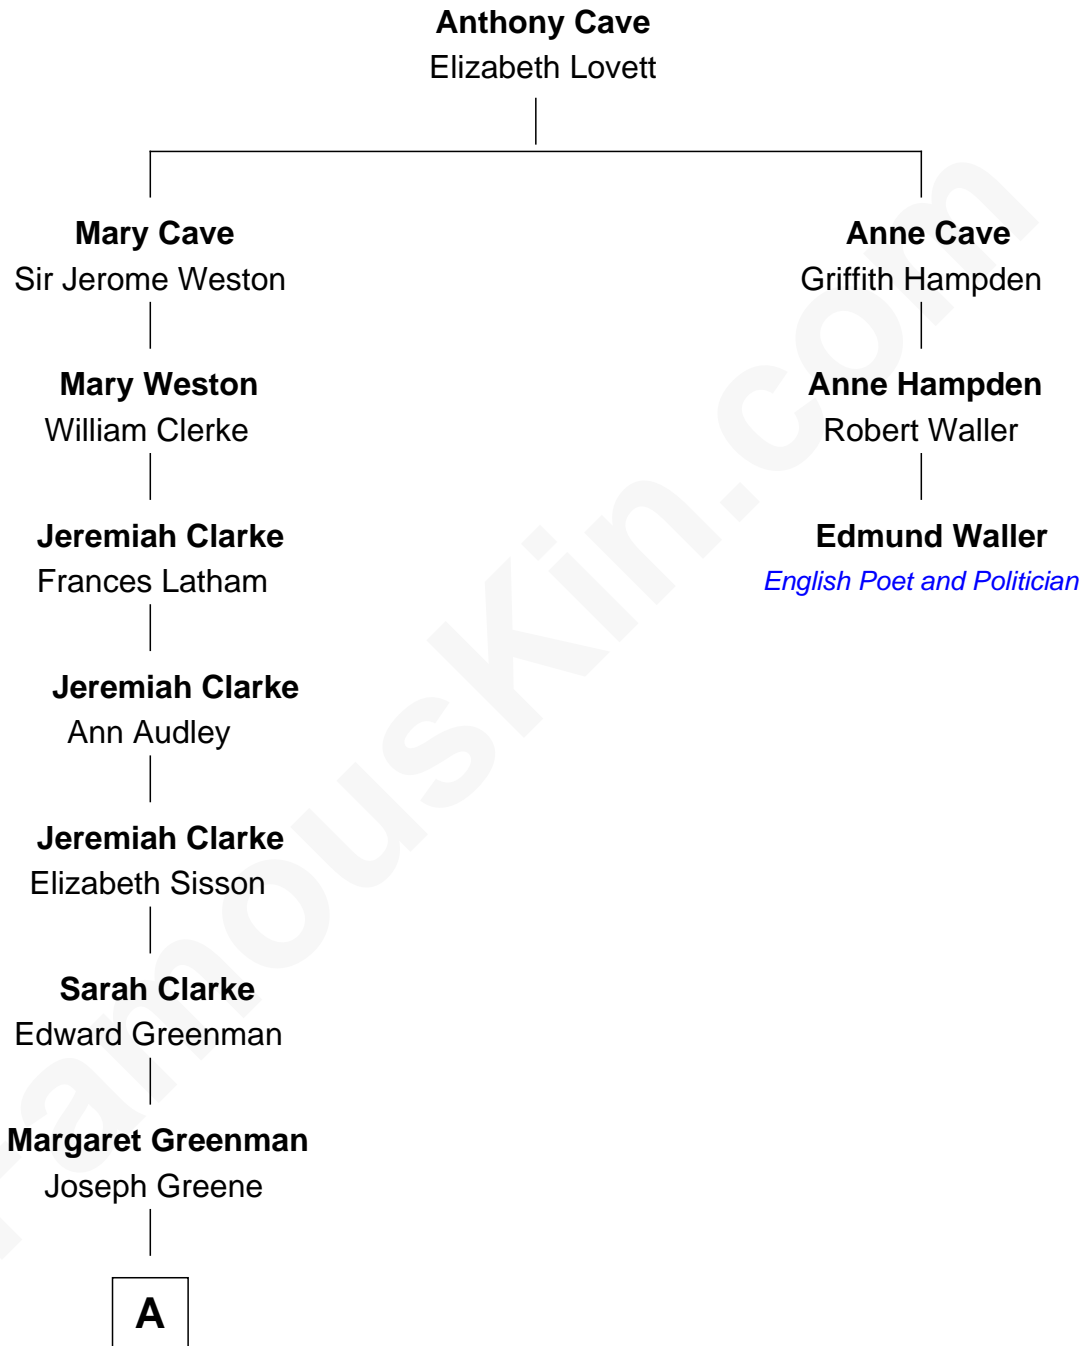 Anthony Cave
Elizabeth Lovett
Mary Cave
Sir Jerome Weston
Anne Cave
Griffith Hampden
Mary Weston
William Clerke
Anne Hampden
Robert Waller
Jeremiah Clarke
Frances Latham
Edmund Waller
English Poet and Politician
Jeremiah Clarke
Ann Audley
Jeremiah Clarke
Elizabeth Sisson
Sarah Clarke
Edward Greenman
Margaret Greenman
Joseph Greene
A
FamousKin.com